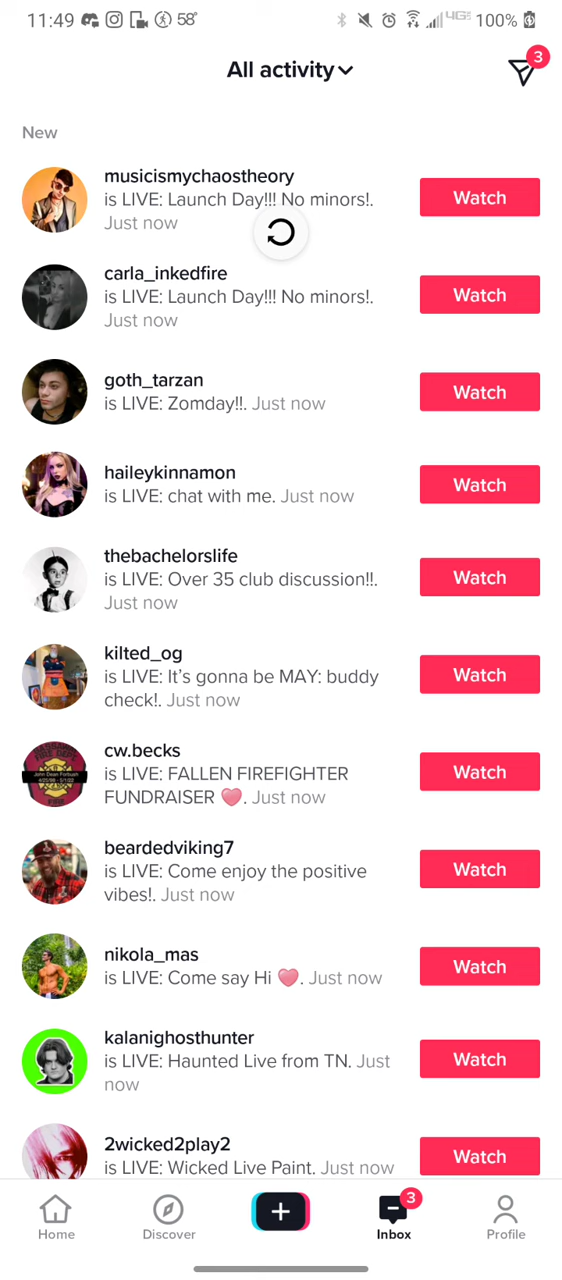 11:49 58° 4G 100%
All activity
3
New
musicismychaostheory
is LIVE: Launch Day!!! No minors!.
Just now
Watch
carla_inkedfire
is LIVE: Launch Day!!! No minors!.
Just now
Watch
goth_tarzan
is LIVE: Zomday!!. Just now
Watch
haileykinnamon
is LIVE: chat with me. Just now
Watch
thebachelorslife
is LIVE: Over 35 club discussion!!.
Just now
Watch
kilted_og
is LIVE: It's gonna be MAY: buddy
check!. Just now
Watch
cw.becks
is LIVE: FALLEN FIREFIGHTER
FUNDRAISER ❤. Just now
Watch
John Dean Forbush
beardedviking7
is LIVE: Come enjoy the positive
vibes!. Just now
Watch
nikola_mas
is LIVE: Come say Hi ❤. Just now
Watch
kalanighosthunter
is LIVE: Haunted Live from TN. Just
now
Watch
2wicked2play2
is LIVE: Wicked Live Paint. Just now
Watch
Home
Discover
3
Inbox
Profile